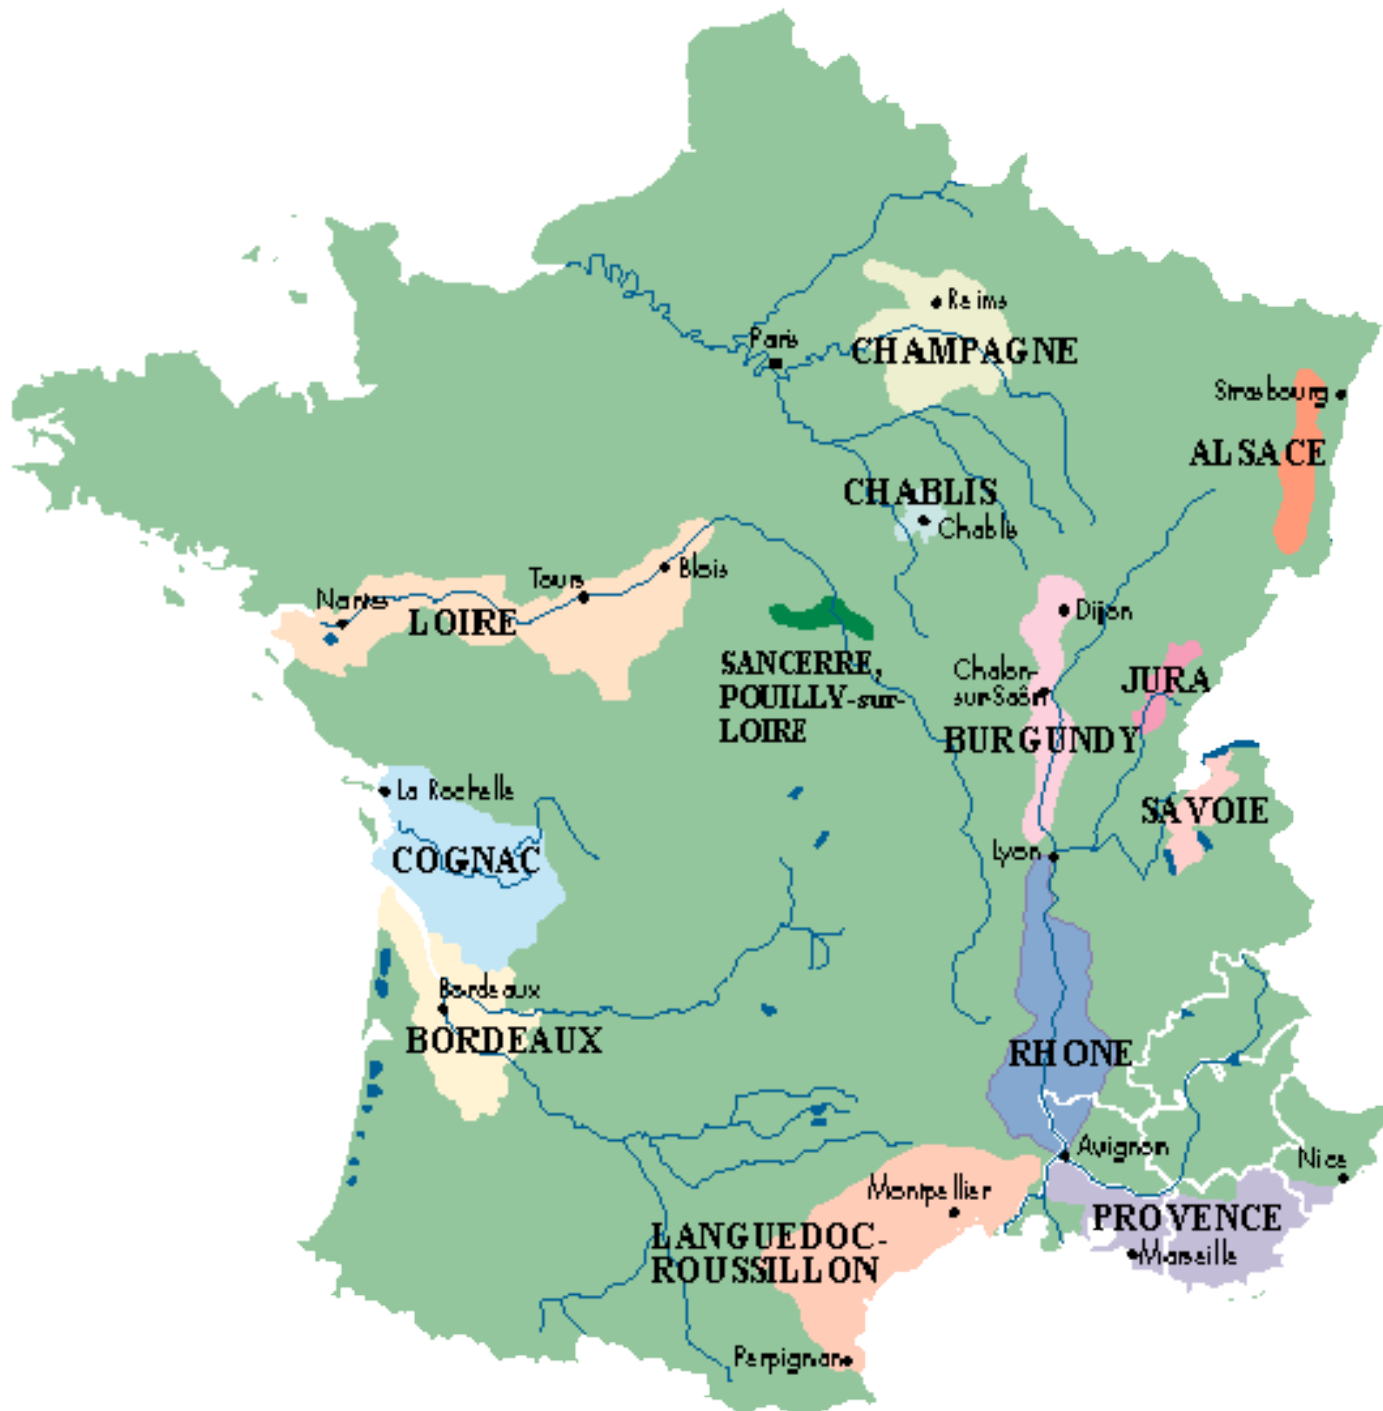 Reims
Paris
CHAMPAGNE
Strasbourg
ALSACE
CHABLIS
Chablis
Blois
Tours
Nantes
LOIRE
Dijon
SANCERRE,
POUILLY-sur-
LOIRE
Chalon-
sur-Saôn
JURA
BURGUNDY
La Rochelle
SAVOIE
COGNAC
Lyon
Bordeaux
BORDEAUX
RHONE
Avignon
Nice
Montpellier
PROVENCE
LANGUEDOC-
ROUSSILLON
Marseille
Perpignan